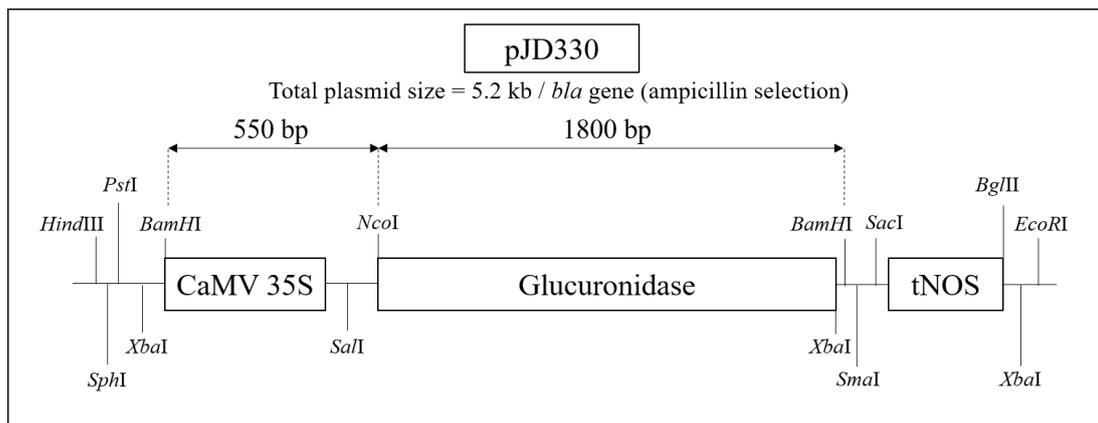 pJD330
Total plasmid size = 5.2 kb / bla gene (ampicillin selection)
550 bp
1800 bp
PstI
BglII
HindIII
BamHI
NcoI
BamHI
SacI
EcoRI
CaMV 35S
Glucuronidase
tNOS
XbaI
SalI
XbaI
SphI
SmaI
XbaI